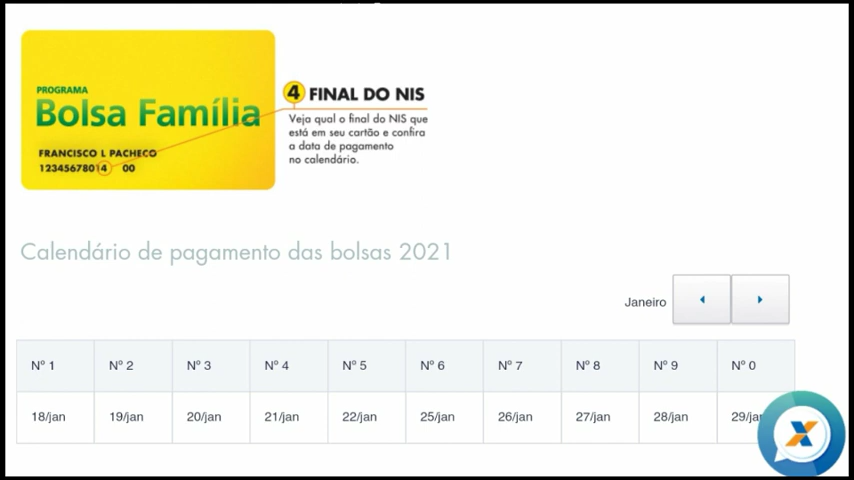 PROGRAMA
Bolsa Família
FRANCISCO L PACHECO
12345678014 00
4 FINAL DO NIS
Veja qual o final do NIS que
está em seu cartão e confira
a data de pagamento
no calendário.
Calendário de pagamento das bolsas 2021
Janeiro
Nº 1 Nº 2 Nº 3 Nº 4 Nº 5 Nº 6 Nº 7 Nº 8 Nº 9 Nº 0
18/jan 19/jan 20/jan 21/jan 22/jan 25/jan 26/jan 27/jan 28/jan 29/jan